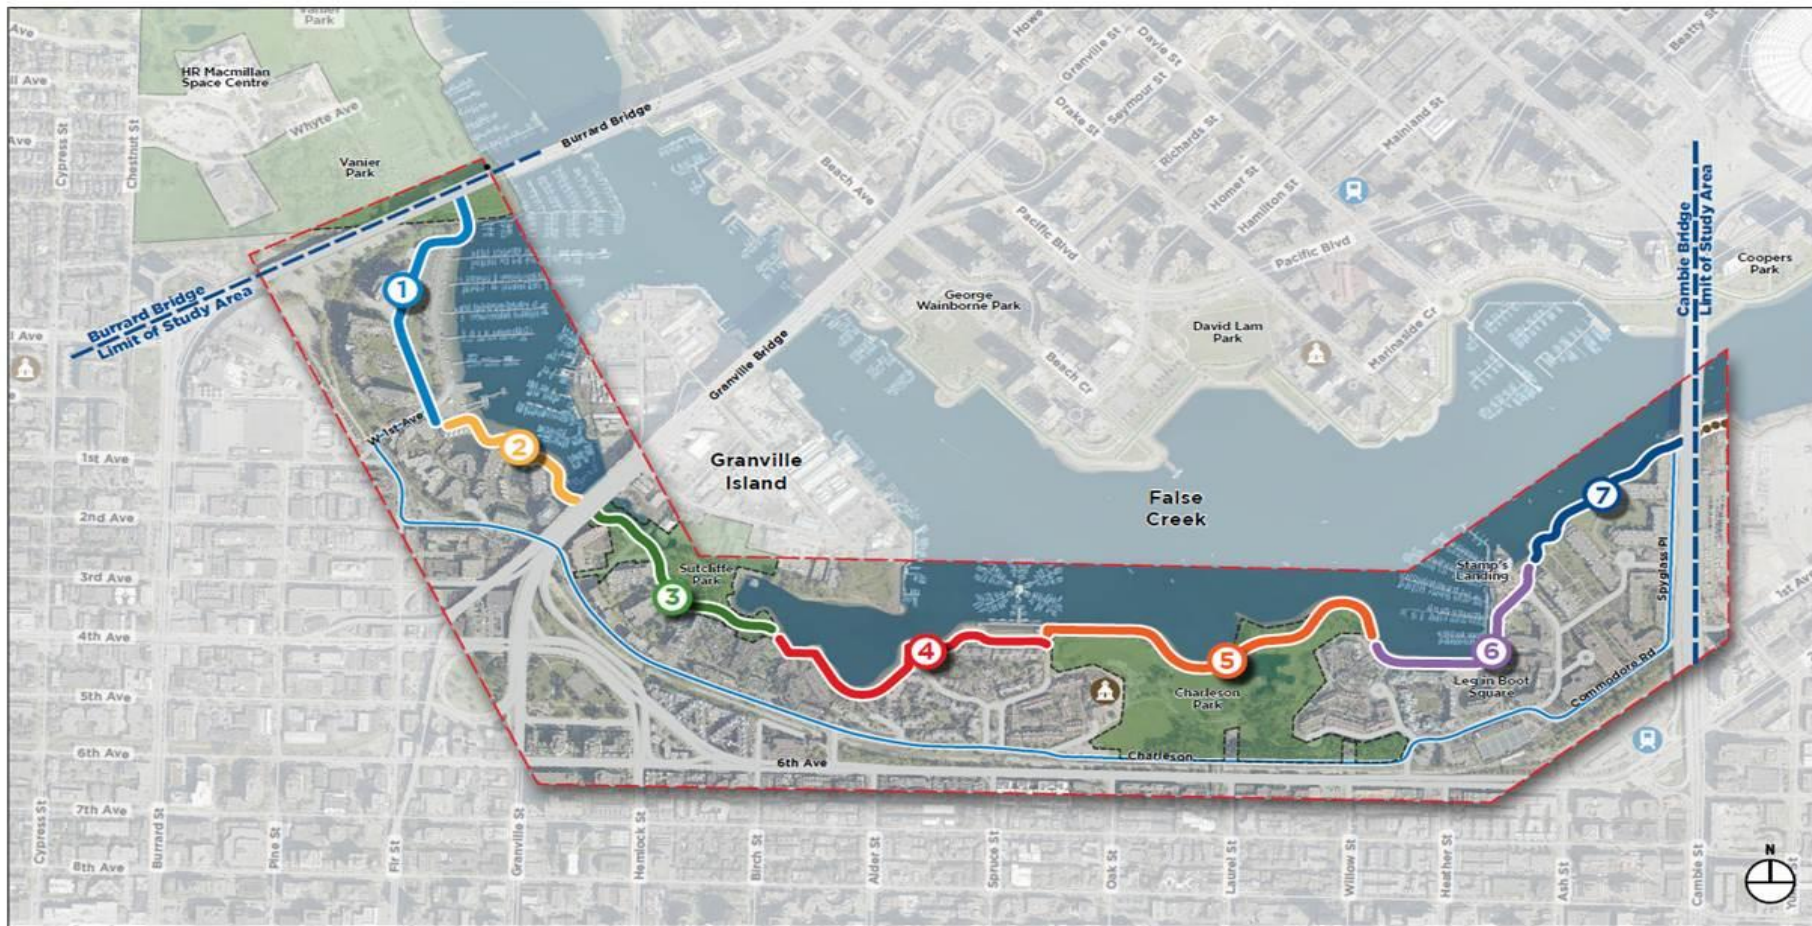 Vanier
Park
HR Macmillan
Space Centre
Whyte Ave
Cypress St
Chestnut St
Vanier
Park
Burrard Bridge
Howe
Granville St
Davie St
Seymour St
Drake St
Richards St
Mainland St
Beatty St
Homer St
Hamilton St
Beach Ave
Pacific Blvd
Pacific Blvd
Cambie Bridge
Limit of Study Area
Coopers
Park
George
Wainborne Park
David Lam
Park
Marinaside Cr
Beach Cr
Burrard Bridge
Limit of Study Area
1
Granville Bridge
W 1st Ave
2
Granville
Island
False
Creek
7
1st Ave
2nd Ave
3rd Ave
4th Ave
5th Ave
6th Ave
7th Ave
8th Ave
Sutcliffe
Park
3
4
5
Charleson
Park
Stamp's
Landing
6
Leg in Boot
Square
Spyglass Pl
Commodore Rd
1st Ave
Charleson
6th Ave
Cypress St
Burrard St
Pine St
Fir St
Granville St
Hemlock St
Birch St
Alder St
Spruce St
Oak St
Laurel St
Willow St
Heather St
Ash St
Cambie St
N